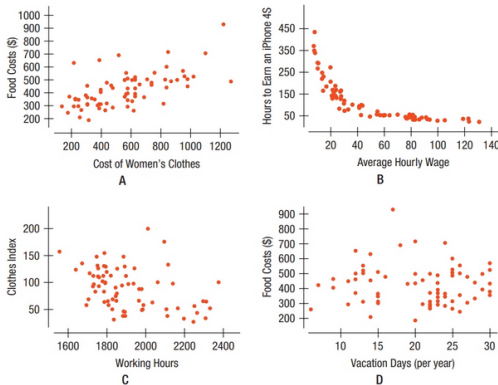 1000
900
800
700
600
500
400
300
200
Food Costs ($)
200 400 600 800 1000 1200
Cost of Women's Clothes
A
450
350
250
150
50
Hours to Earn an iPhone 4S
20 40 60 80 100 120 140
Average Hourly Wage
B
200
150
100
50
Clothes Index
1600 1800 2000 2200 2400
Working Hours
C
900
800
700
600
500
400
300
200
Food Costs ($)
10 15 20 25 30
Vacation Days (per year)
D